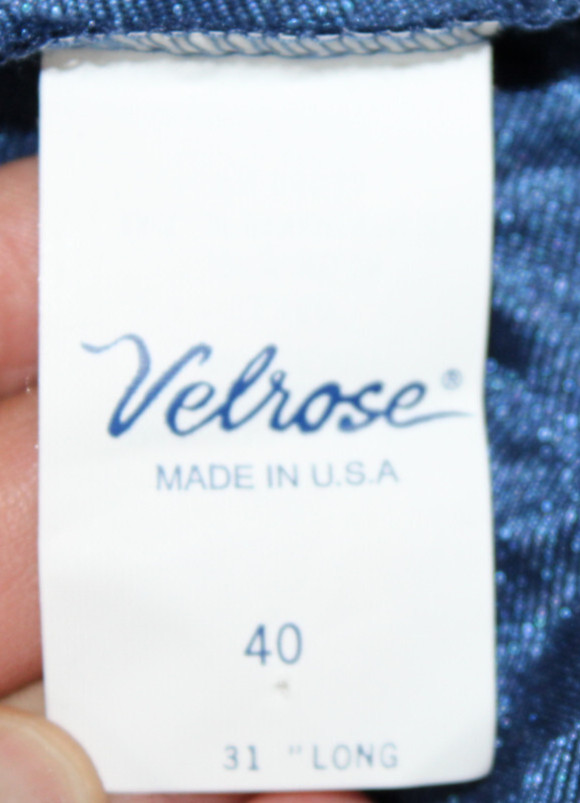 Velrose®
MADE IN U.S.A
40
31 "LONG